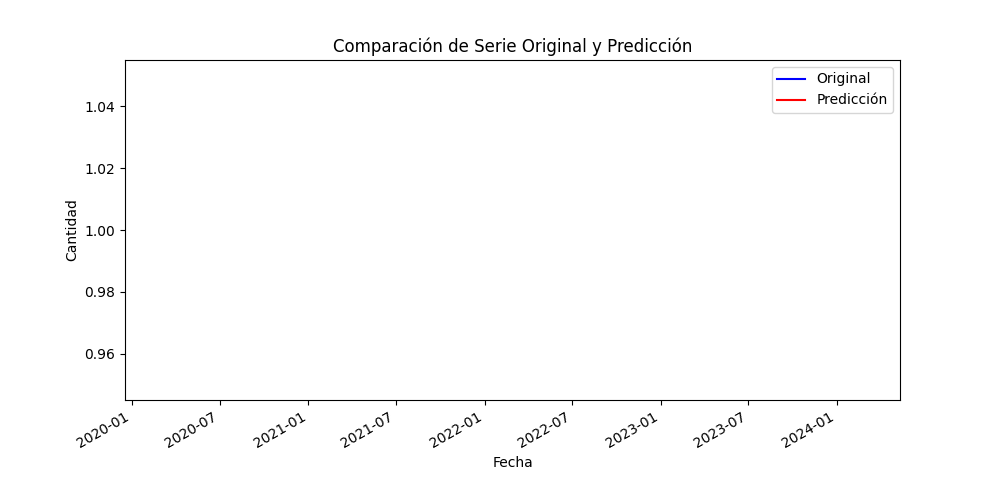 Comparación de Serie Original y Predicción
Original
Predicción
1.04
1.02
1.00
0.98
0.96
Cantidad
2020-01
2020-07
2021-01
2021-07
2022-01
2022-07
2023-01
2023-07
2024-01
Fecha